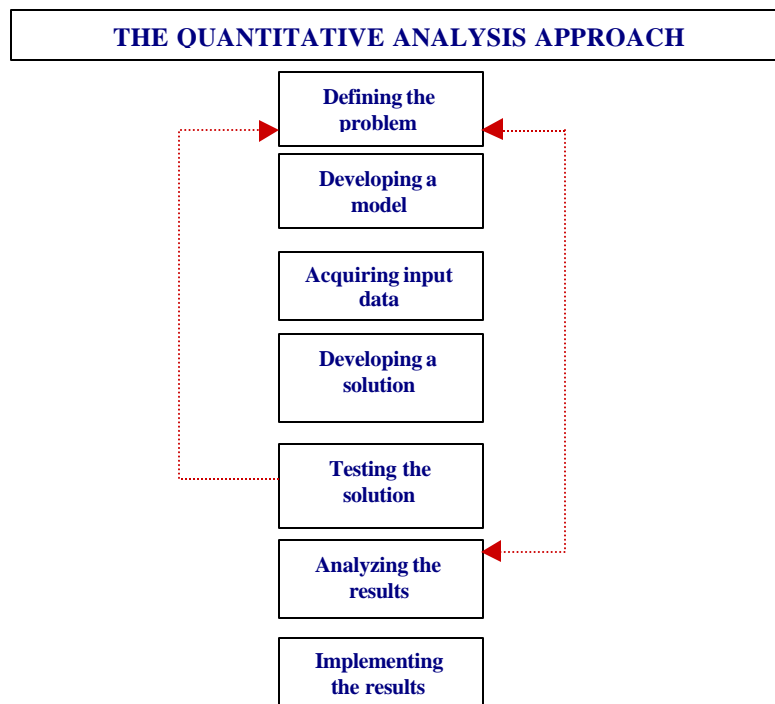 THE QUANTITATIVE ANALYSIS APPROACH
Defining the
problem
Developing a
model
Acquiring input
data
Developing a
solution
Testing the
solution
Analyzing the
results
Implementing
the results